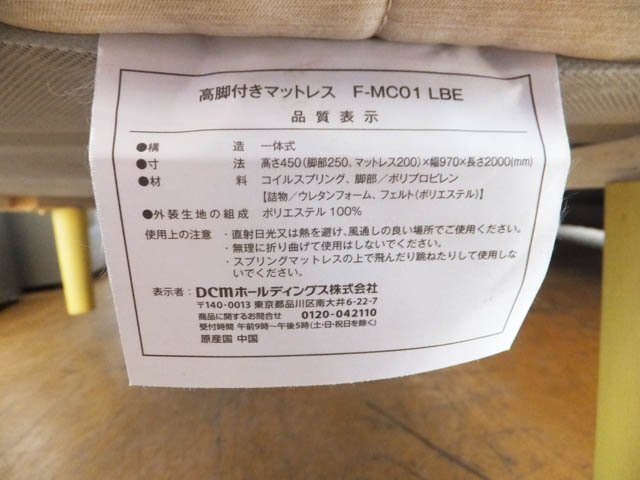 高脚付きマットレス F-MC01 LBE
品質表示
●構造 一体式
●寸法 高さ450(脚部250、マットレス200)×幅970×長さ2000(mm)
●材料 コイルスプリング、脚部/ポリプロピレン
【詰物/ウレタンフォーム、フェルト(ポリエステル)】
●外装生地の組成 ポリエステル100%
使用上の注意 ・直射日光又は熱を避け、風通しの良い場所でご使用ください。
・無理に折り曲げて使用はしないでください。
・スプリングマットレスの上で飛んだり跳ねたりして使用しな
いでください。
表示者: DCMホールディングス株式会社
〒140-0013 東京都品川区南大井6-22-7
商品に関するお問合せ 0120-042110
受付時間 午前9時~午後5時(土・日・祝日を除く)
原産国 中国